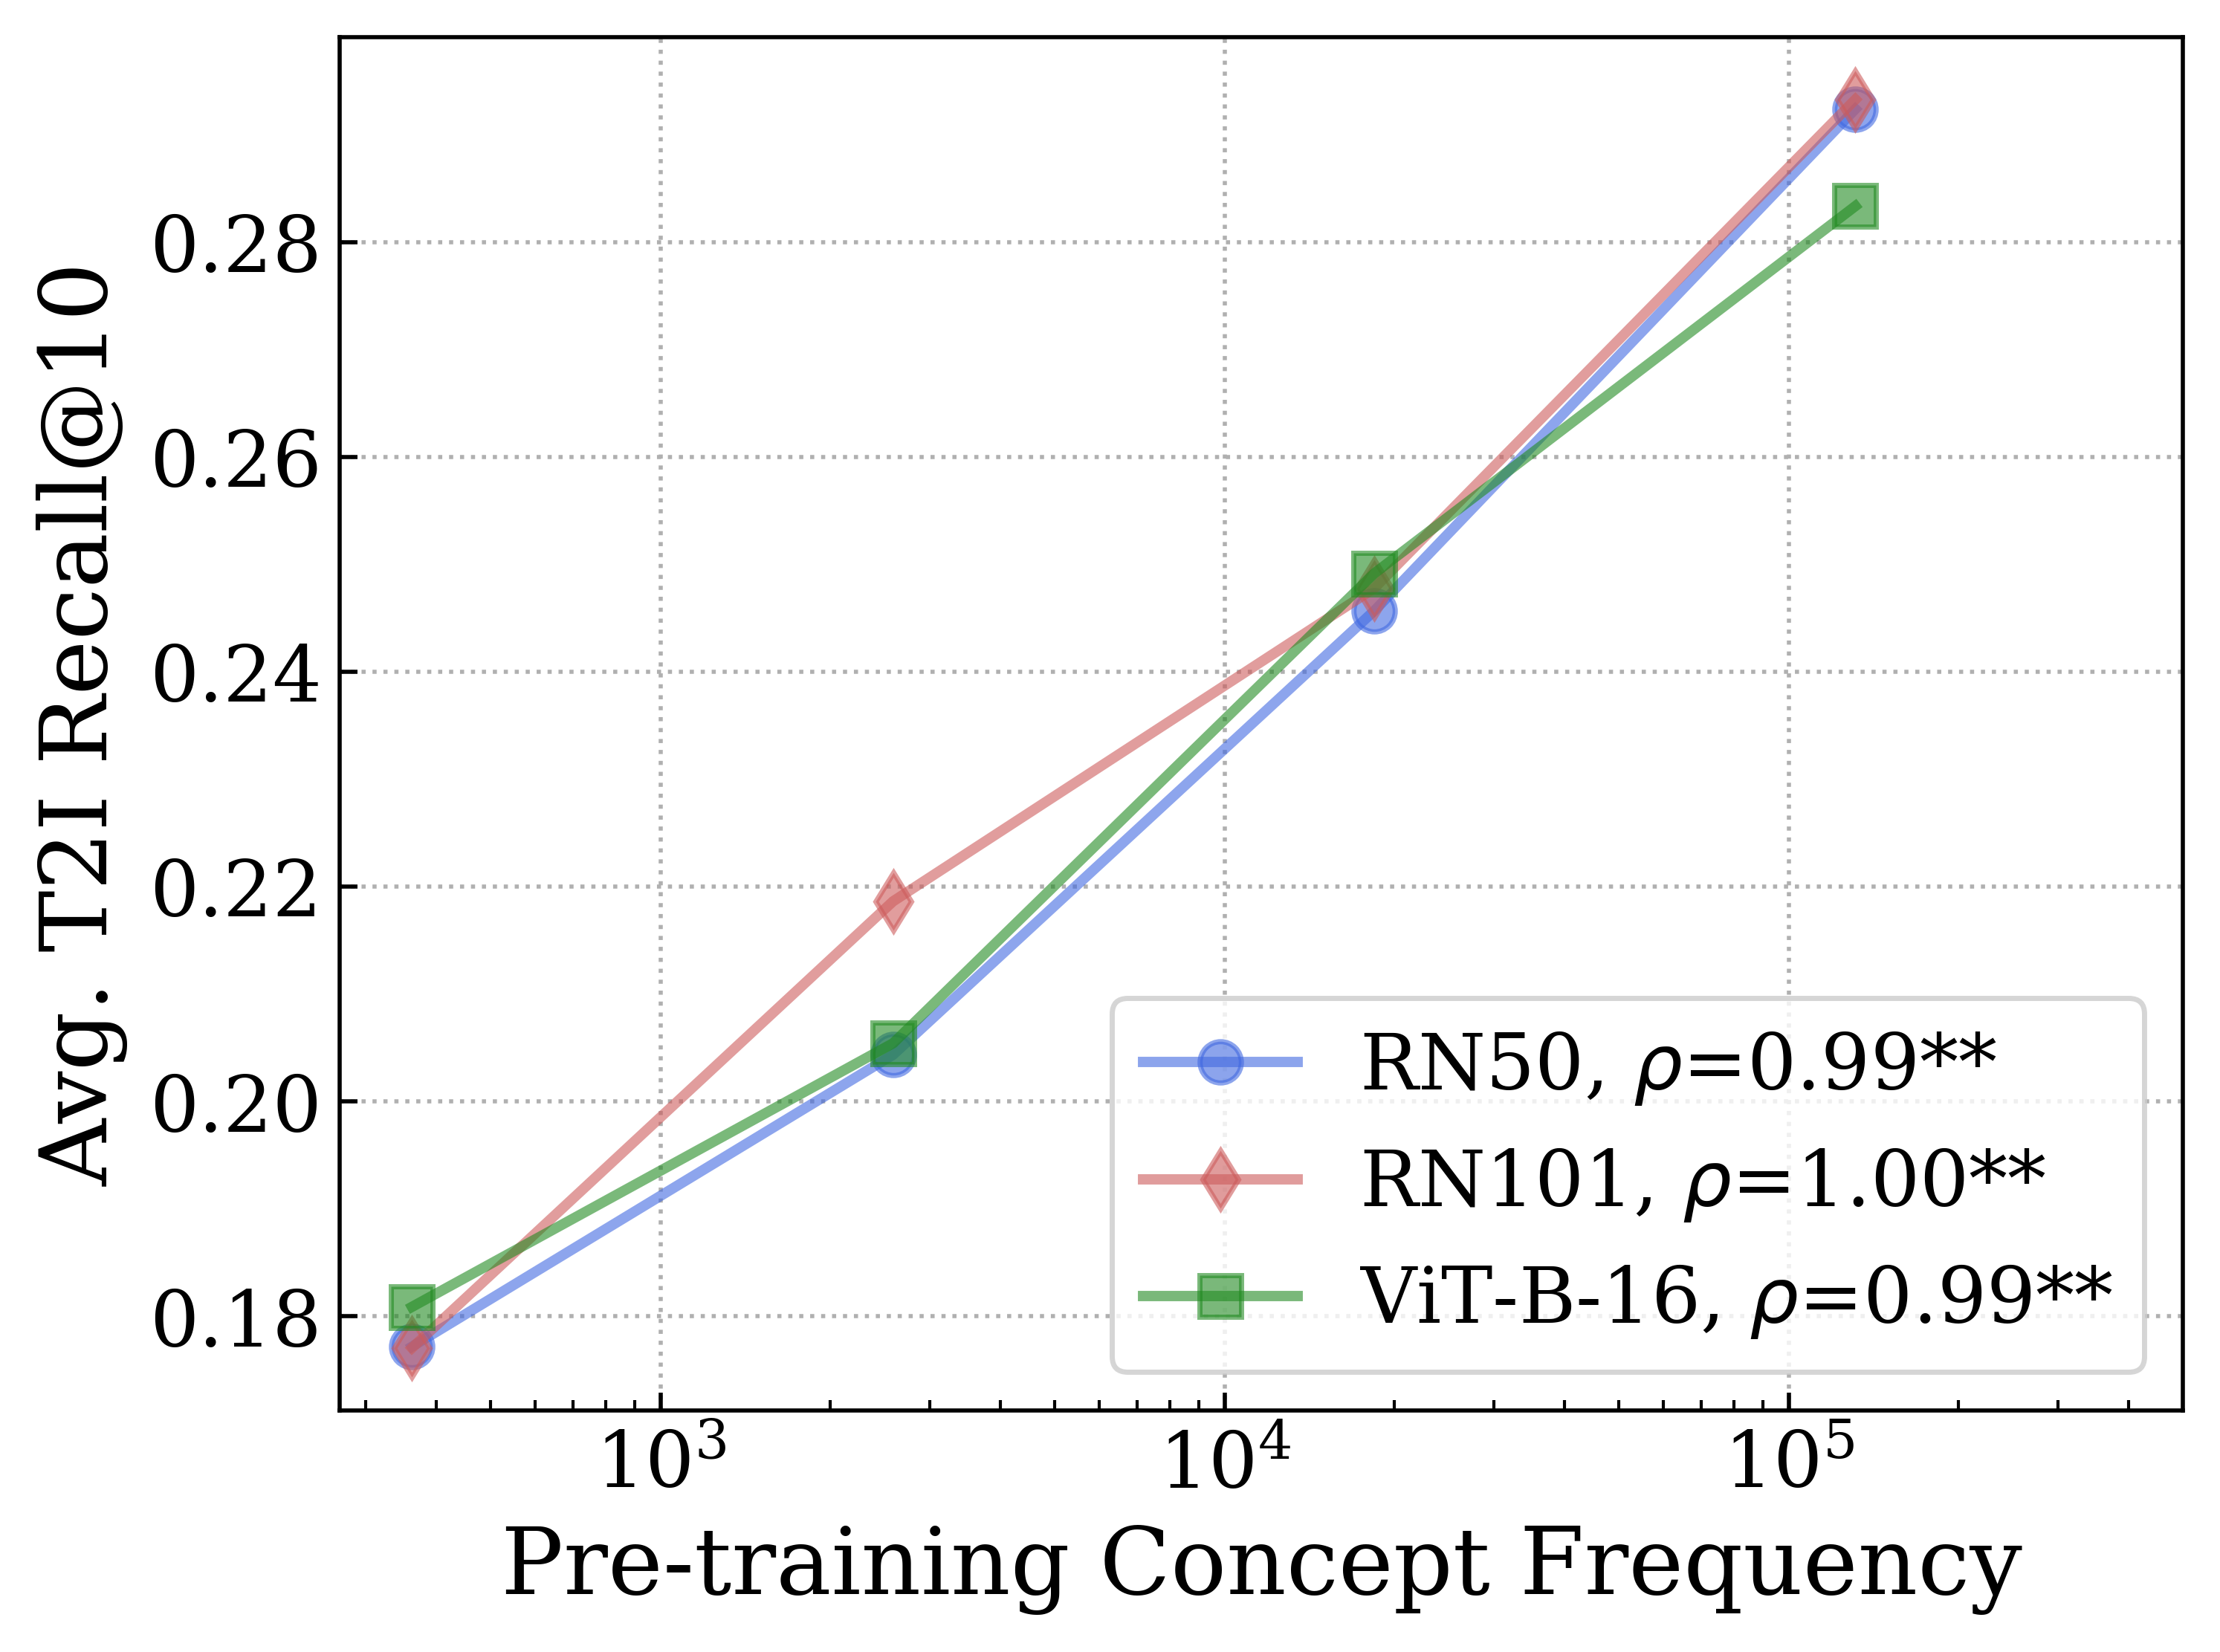 Avg. T2I Recall@10
0.28
0.26
0.24
0.22
0.20
0.18
RN50, ρ=0.99**
RN101, ρ=1.00**
ViT-B-16, ρ=0.99**
10³ 10⁴ 10⁵
Pre-training Concept Frequency